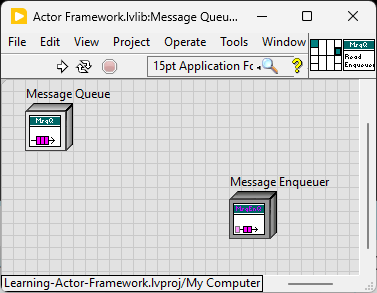 Actor Framework.lvlib:Message Queu...
File Edit View Project Operate Tools Window
15pt Application Fo
MsgQ
Read
Enqueuer
Message Queue
MsgQ
Message Enqueuer
Learning-Actor-Framework.lvproj/My Computer